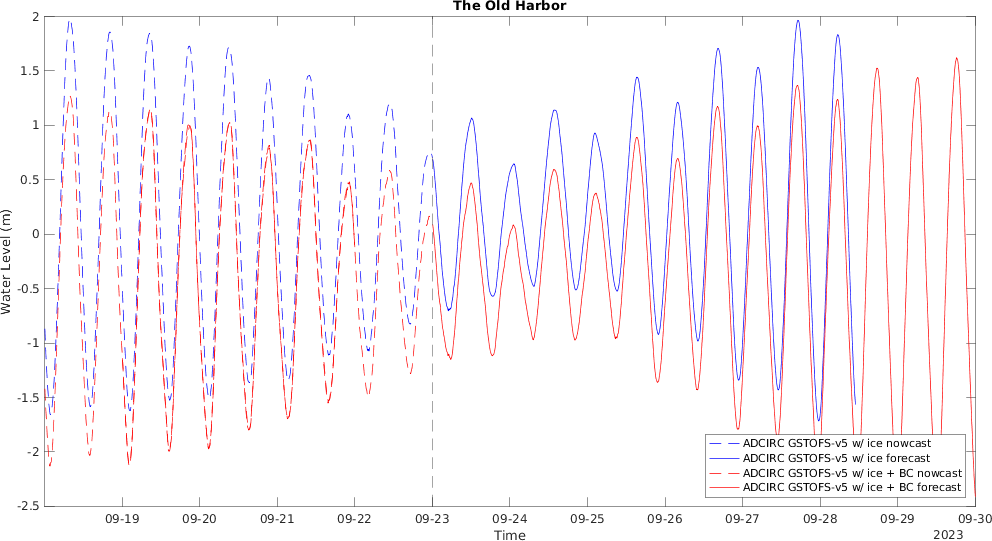 The Old Harbor
Water Level (m)
2
1.5
1
0.5
0
-0.5
-1
-1.5
-2
-2.5
ADCIRC GSTOFS-v5 w/ ice nowcast
ADCIRC GSTOFS-v5 w/ ice forecast
ADCIRC GSTOFS-v5 w/ ice + BC nowcast
ADCIRC GSTOFS-v5 w/ ice + BC forecast
09-19 09-20 09-21 09-22 09-23 09-24 09-25 09-26 09-27 09-28 09-29 09-30
Time
2023